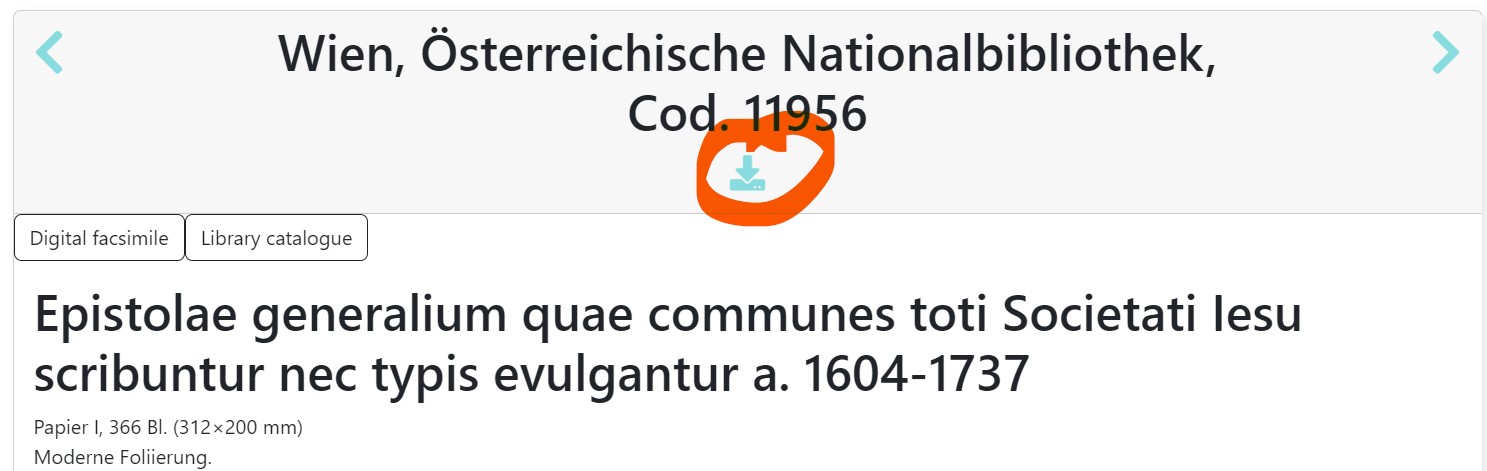 Wien, Österreichische Nationalbibliothek,
Cod. 11956
Digital facsimile
Library catalogue
Epistolae generalium quae communes toti Societati Iesu
scribuntur nec typis evulgantur a. 1604-1737
Papier I, 366 Bl. (312×200 mm)
Moderne Foliierung.